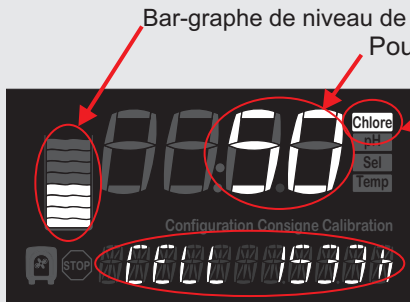 Bar-graphe de niveau de
Pou
50
Chlore
pH
Sel
Temp
Configuration Consigne Calibration
STOP
CELL 1533h